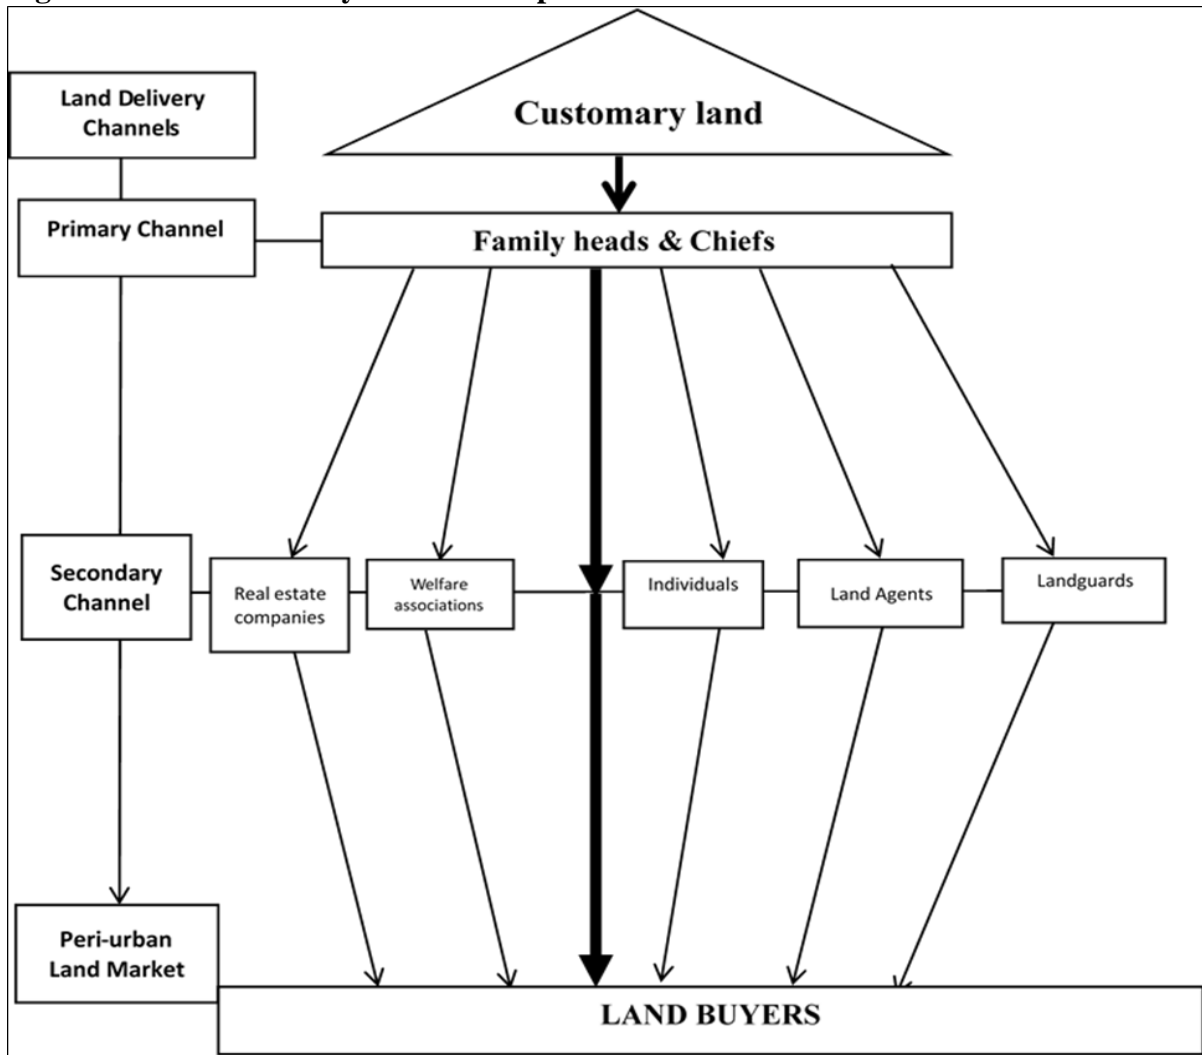 Land Delivery
Channels
Customary land
Primary Channel
Family heads & Chiefs
Secondary
Channel
Real estate
companies
Welfare
associations
Individuals
Land Agents
Landguards
Peri-urban
Land Market
LAND BUYERS